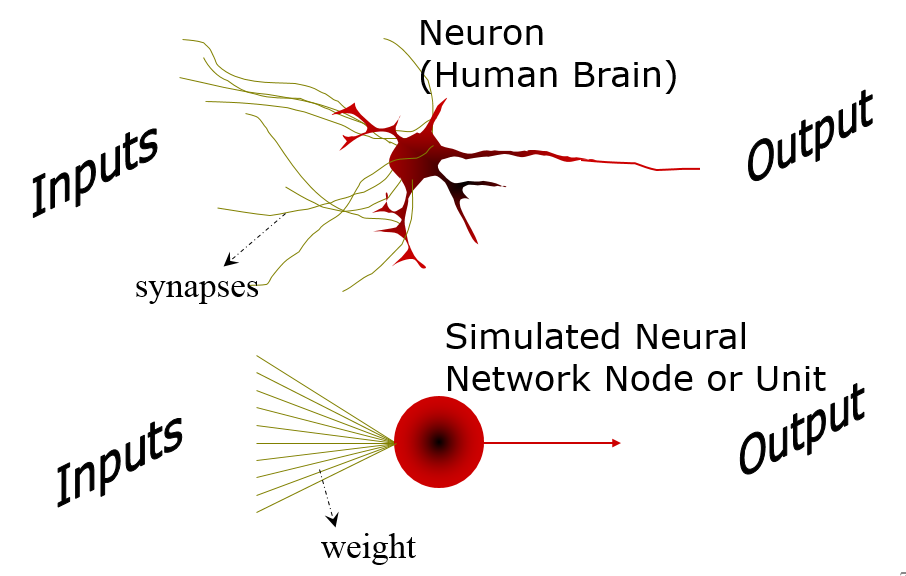 Neuron
(Human Brain)
Inputs
Output
synapses
Simulated Neural
Network Node or Unit
Inputs
Output
weight